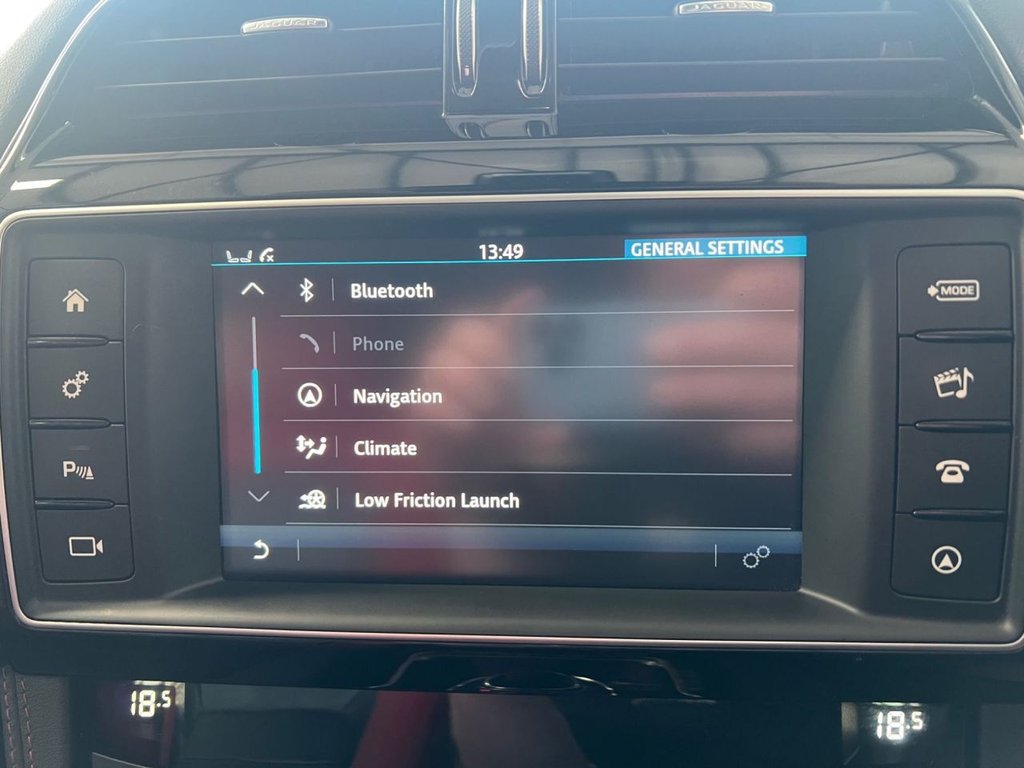 JAGUAR
JAGUAR
13:49
GENERAL SETTINGS
Bluetooth
Phone
Navigation
Climate
Low Friction Launch
MODE
P
18.5
18.5